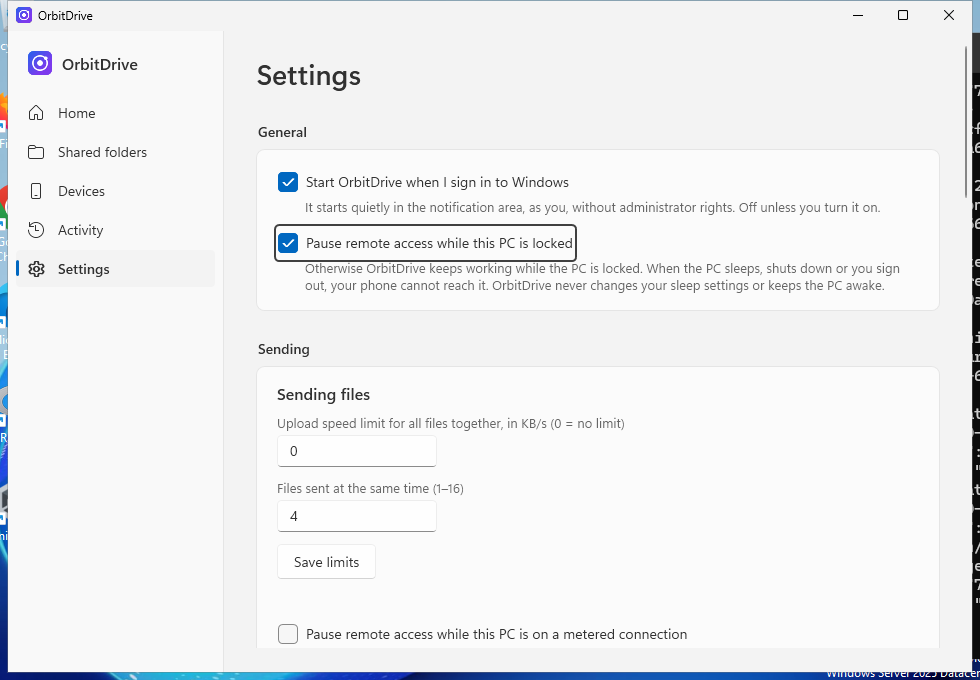 OrbitDrive
OrbitDrive
Home
Shared folders
Devices
Activity
Settings
Settings
General
Start OrbitDrive when I sign in to Windows
It starts quietly in the notification area, as you, without administrator rights. Off unless you turn it on.
Pause remote access while this PC is locked
Otherwise OrbitDrive keeps working while the PC is locked. When the PC sleeps, shuts down or you sign
out, your phone cannot reach it. OrbitDrive never changes your sleep settings or keeps the PC awake.
Sending
Sending files
Upload speed limit for all files together, in KB/s (0 = no limit)
0
Files sent at the same time (1–16)
4
Save limits
Pause remote access while this PC is on a metered connection
Windows Server 2025 Datacen